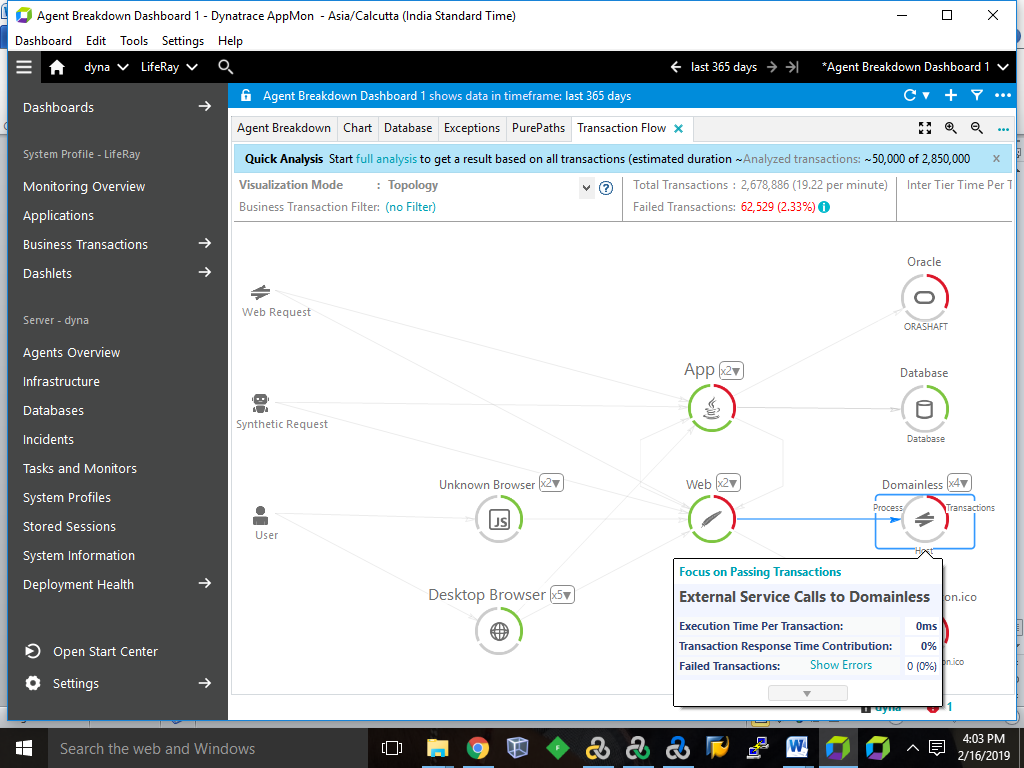 Agent Breakdown Dashboard 1 - Dynatrace AppMon - Asia/Calcutta (India Standard Time)
Dashboard Edit Tools Settings Help
dyna LifeRay last 365 days *Agent Breakdown Dashboard 1
Agent Breakdown Dashboard 1 shows data in timeframe: last 365 days
Dashboards
System Profile - LifeRay
Monitoring Overview
Applications
Business Transactions
Dashlets
Server - dyna
Agents Overview
Infrastructure
Databases
Incidents
Tasks and Monitors
System Profiles
Stored Sessions
System Information
Deployment Health
Open Start Center
Settings
Agent Breakdown Chart Database Exceptions PurePaths Transaction Flow
Quick Analysis Start full analysis to get a result based on all transactions (estimated duration ~Analyzed transactions: ~50,000 of 2,850,000
Visualization Mode : Topology
Business Transaction Filter: (no Filter)
Total Transactions : 2,678,886 (19.22 per minute)
Failed Transactions: 62,529 (2.33%)
Inter Tier Time Per T
Oracle
ORASHAFT
Web Request
App x2
Database
Database
Synthetic Request
Unknown Browser x2
JS
Web x2
Domainless x4
Process Transactions
Host
User
Desktop Browser x5
Focus on Passing Transactions
External Service Calls to Domainless
Execution Time Per Transaction: 0ms
Transaction Response Time Contribution: 0%
Failed Transactions: Show Errors 0 (0%)
on.ico
on.ico
dyna 1
Search the web and Windows
4:03 PM
2/16/2019